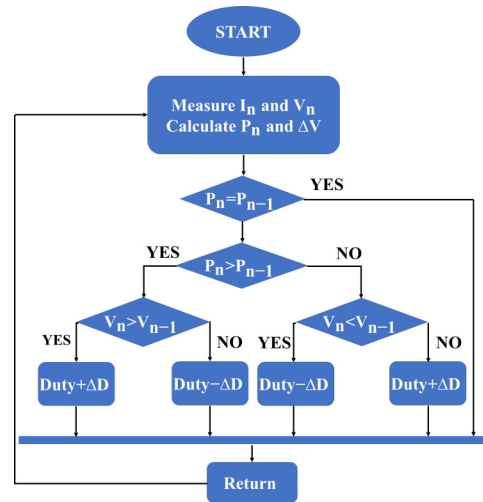 START
Measure Iₙ and Vₙ
Calculate Pₙ and ΔV
YES
Pₙ=Pₙ₋₁
YES
Pₙ>Pₙ₋₁
NO
Vₙ>Vₙ₋₁
Vₙ<Vₙ₋₁
YES
NO
YES
NO
Duty+ΔD
Duty−ΔD
Duty−ΔD
Duty+ΔD
Return